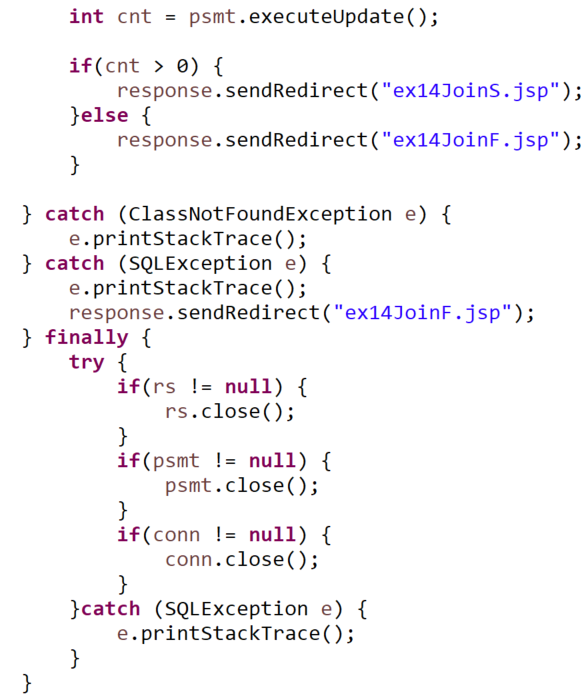 int cnt = psmt.executeUpdate();
if(cnt > 0) {
response.sendRedirect("ex14JoinS.jsp");
}else {
response.sendRedirect("ex14JoinF.jsp");
}
} catch (ClassNotFoundException e) {
e.printStackTrace();
} catch (SQLException e) {
e.printStackTrace();
response.sendRedirect("ex14JoinF.jsp");
} finally {
try {
if(rs != null) {
rs.close();
}
if(psmt != null) {
psmt.close();
}
if(conn != null) {
conn.close();
}
}catch (SQLException e) {
e.printStackTrace();
}
}